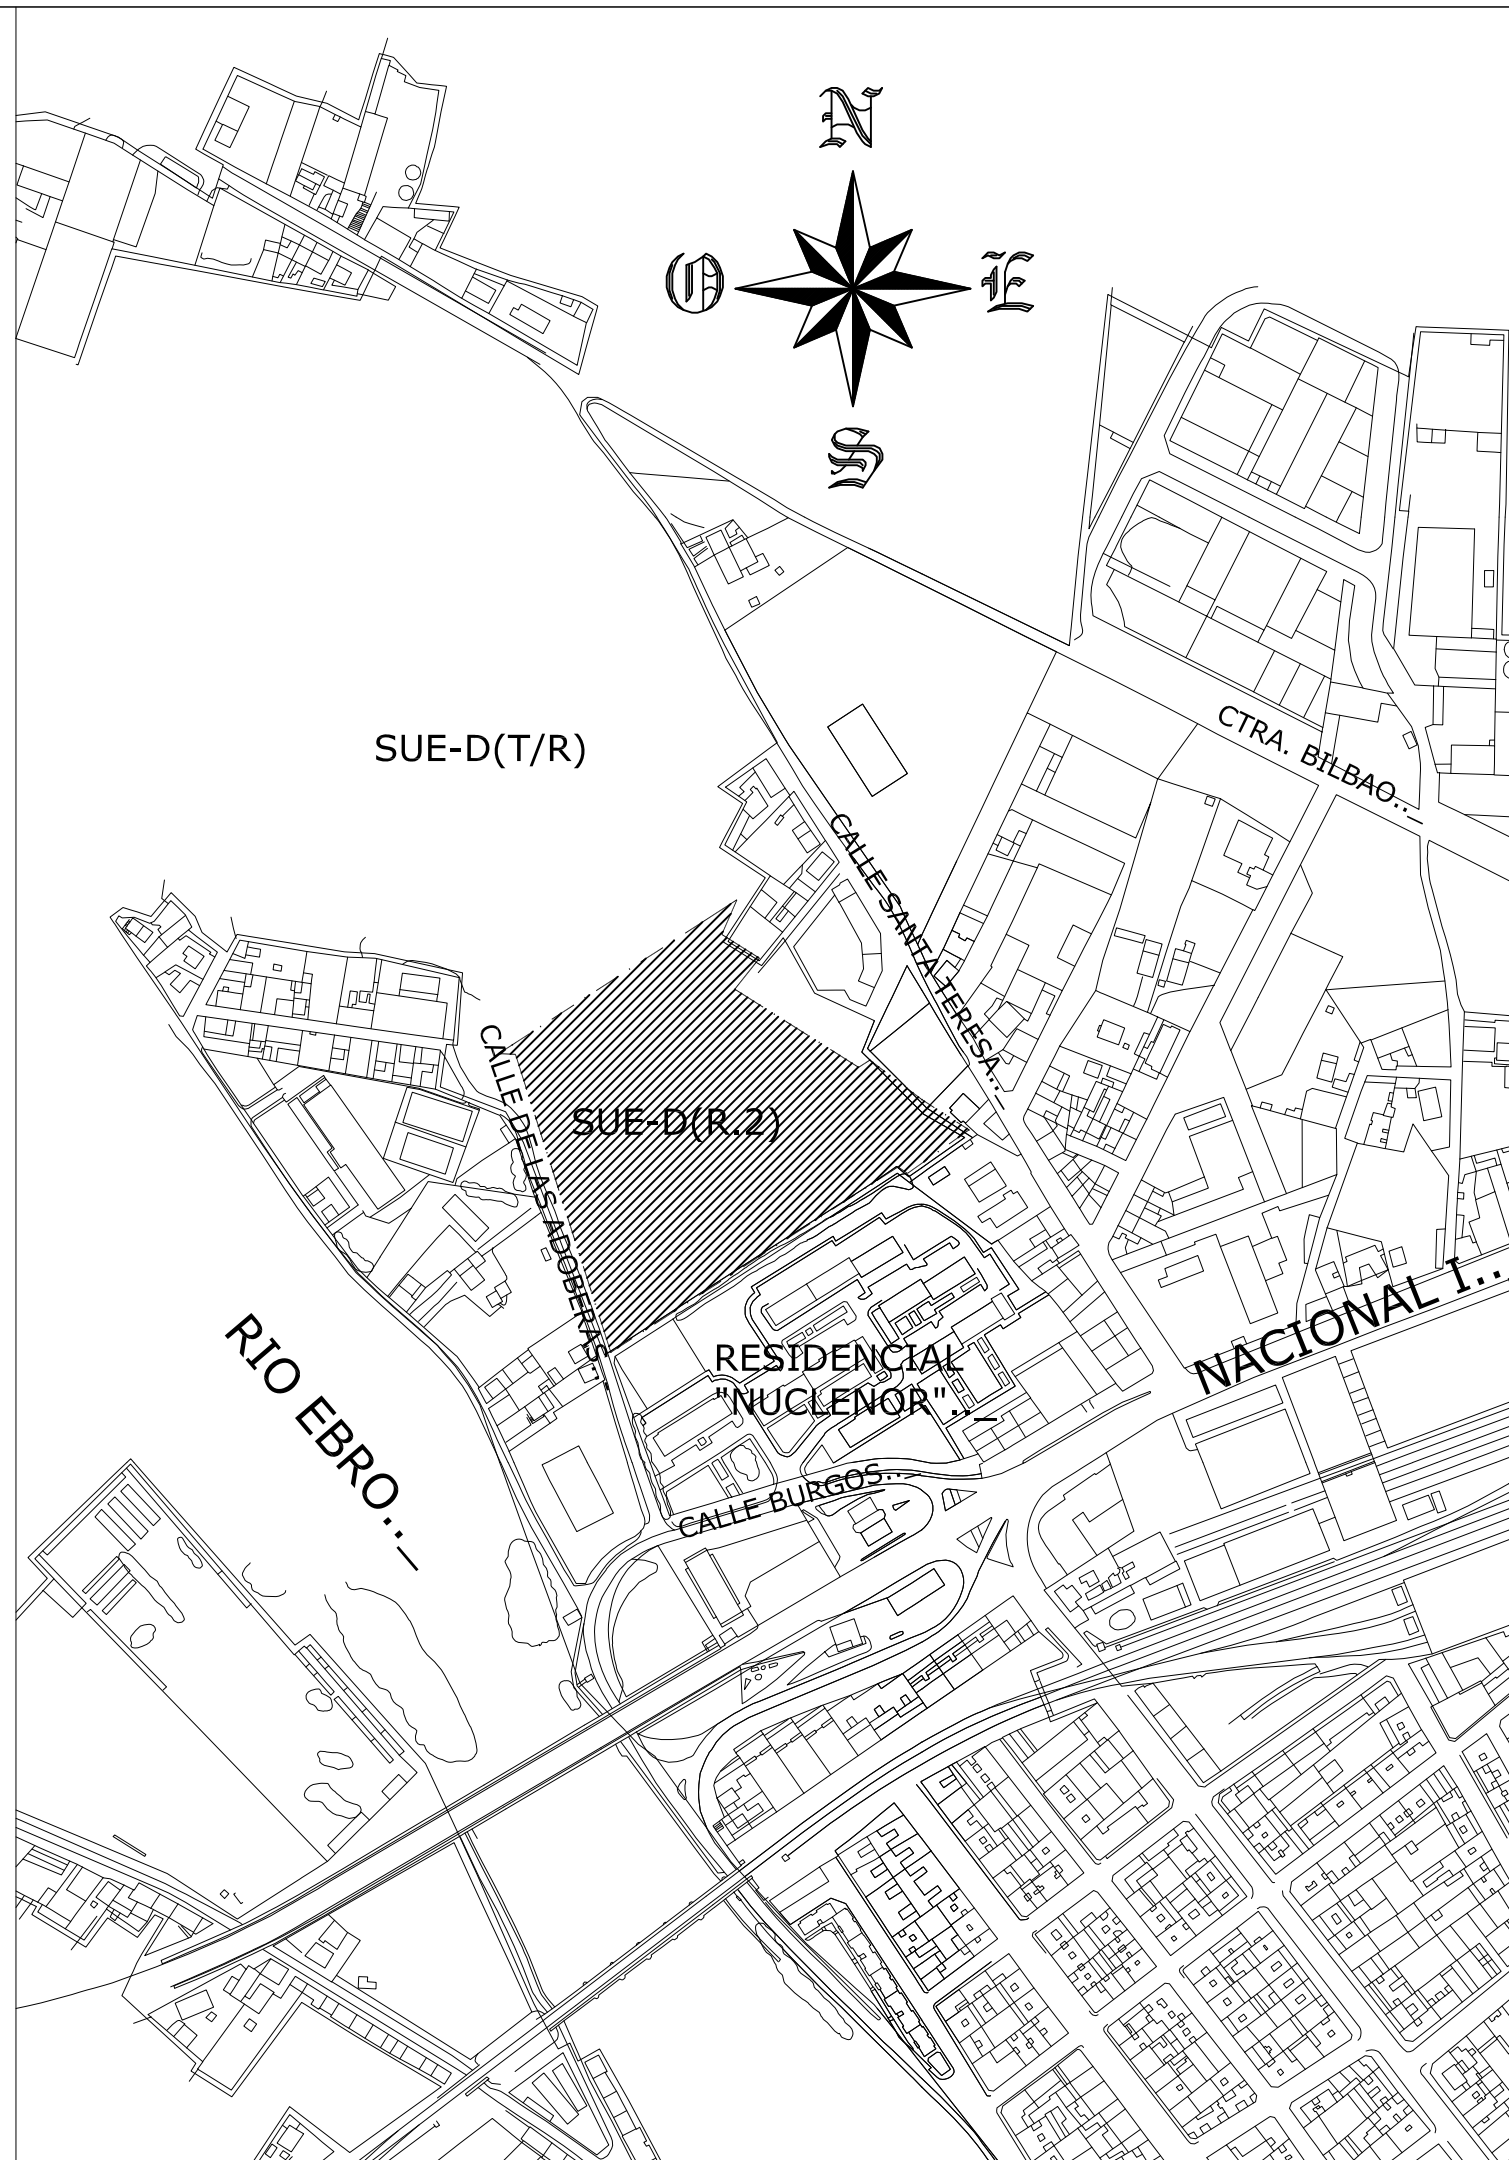 N
O
E
S
SUE-D(T/R)
CTRA. BILBAO.._
CALLE SANTA TERESA.._
CALLE DE LAS ADOBERAS.._
SUE-D(R.2)
RIO EBRO.._
RESIDENCIAL
"NUCLENOR".._
NACIONAL I..
CALLE BURGOS.._